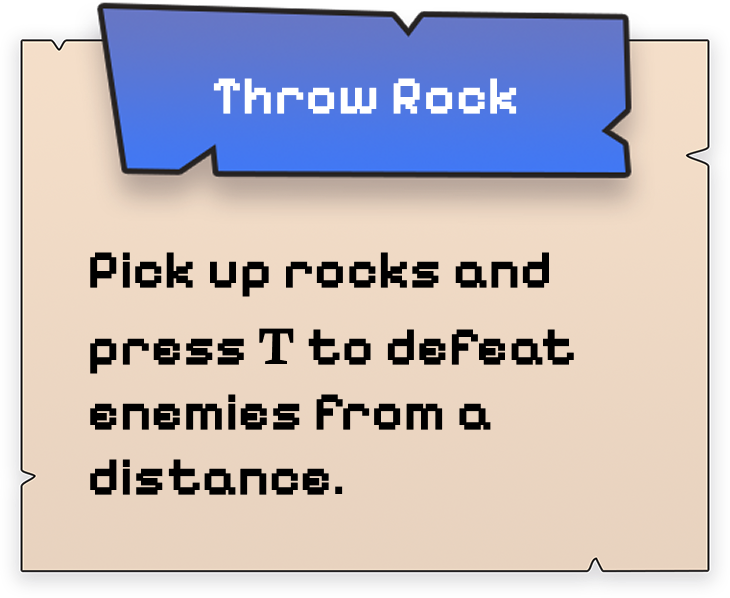 Throw Rock
Pick up rocks and
press T to defeat
enemies from a
distance.